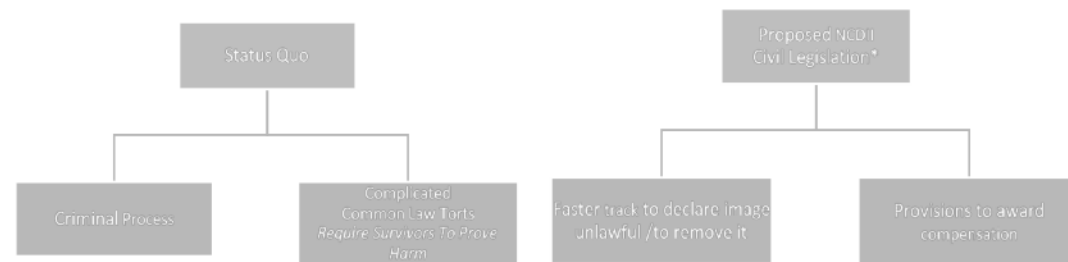 Status Quo
Criminal Process
Complicated
Common Law Torts
Require Survivors To Prove
Harm
Proposed NCDII
Civil Legislation*
Faster track to declare image
unlawful /to remove it
Provisions to award
compensation